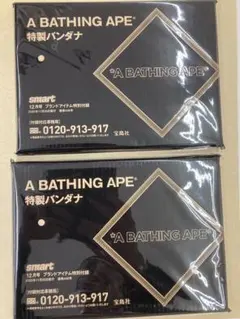 A BATHING APE®
特製バンダナ
"A BATHING APE®"
smart
12月号 ブランドアイテム特別付録
0120-913-917
宝島社
A BATHING APE®
特製バンダナ
"A BATHING APE®"
smart
12月号 ブランドアイテム特別付録
0120-913-917
宝島社